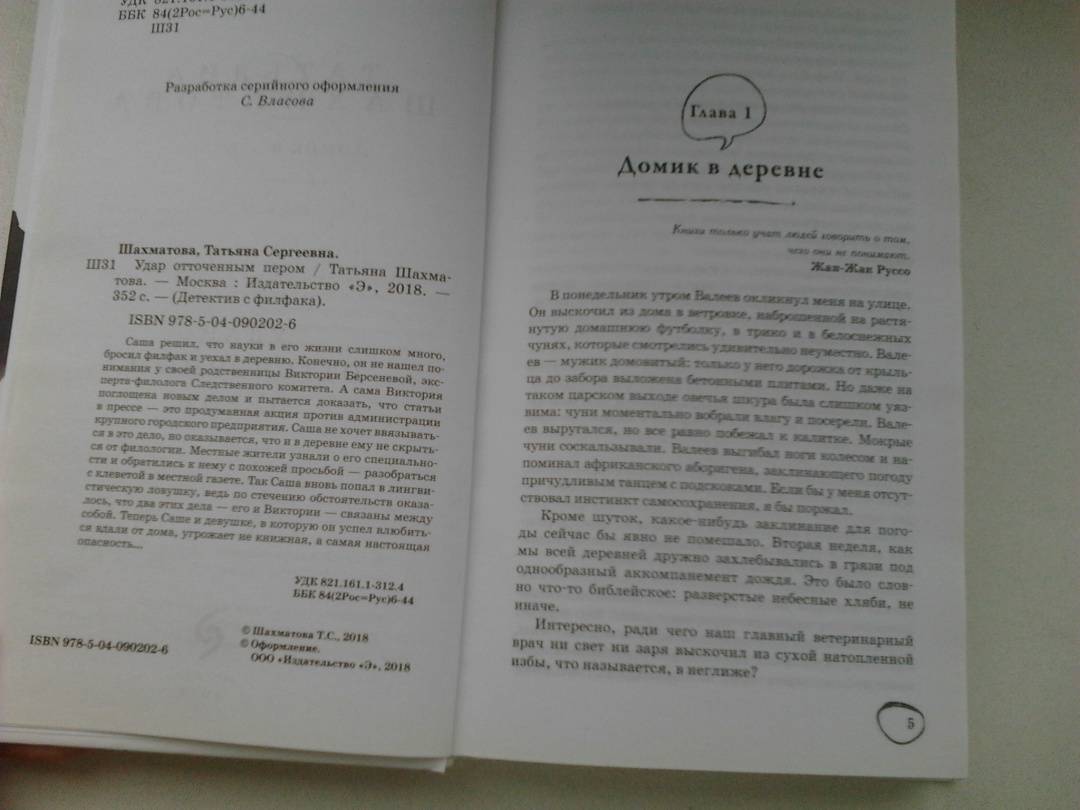 УДК 821.161.1-3
ББК 84(2Рос=Рус)6-44
Ш31
Разработка серийного оформления
С. Власова
Шахматова, Татьяна Сергеевна.
Ш31 Удар отточенным пером / Татьяна Шахма-
това. — Москва : Издательство «Э», 2018. —
352 с. — (Детектив с филфака).
ISBN 978-5-04-090202-6
Саша решил, что науки в его жизни слишком много,
бросил филфак и уехал в деревню. Конечно, он не нашел по-
нимания у своей родственницы Виктории Берсеневой, экс-
перта-филолога Следственного комитета. А сама Виктория
поглощена новым делом и пытается доказать, что статьи
в прессе — это продуманная акция против администрации
крупного городского предприятия. Саша не хочет ввязывать-
ся в это дело, но оказывается, что и в деревне ему не скрыть-
ся от филологии. Местные жители узнали о его специально-
сти и обратились к нему с похожей просьбой — разобраться
с клеветой в местной газете. Так Саша вновь попал в лингви-
стическую ловушку, ведь по стечению обстоятельств оказа-
лось, что два этих дела — его и Виктории — связаны между
собой. Теперь Саше и девушке, в которую он успел влюбить-
ся вдали от дома, угрожает не книжная, а самая настоящая
опасность...
УДК 821.161.1-312.4
ББК 84(2Рос=Рус)6-44
© Шахматова Т.С., 2018
© Оформление.
ООО «Издательство «Э», 2018
ISBN 978-5-04-090202-6
Глава 1
Домик в деревне
Книги только учат людей говорить о том,
чего они не понимают.
Жан-Жак Руссо
В понедельник утром Валеев окликнул меня на улице.
Он выскочил из дома в ветровке, наброшенной на растя-
нутую домашнюю футболку, в трико и в белоснежных
чунях, которые смотрелись удивительно неуместно. Вале-
ев — мужик домовитый: только у него дорожка от крыль-
ца до забора выложена бетонными плитами. Но даже на
таком царском выходе овечья шкура была слишком уяз-
вима: чуни моментально вобрали влагу и посерели. Вале-
ев выругался, но все равно побежал к калитке. Мокрые
чуни соскальзывали. Валеев выгибал ноги колесом и на-
поминал африканского аборигена, заклинающего погоду
причудливым танцем с подскоками. Если бы у меня отсут-
ствовал инстинкт самосохранения, я бы поржал.
Кроме шуток, какое-нибудь заклинание для пого-
ды сейчас бы явно не помешало. Вторая неделя, как
мы всей деревней дружно захлебывались в грязи под
однообразный аккомпанемент дождя. Это было слов-
но что-то библейское: разверстые небесные хляби, не
иначе.
Интересно, ради чего наш главный ветеринарный
врач ни свет ни заря выскочил из сухой натопленной
избы, что называется, в неглиже?
5